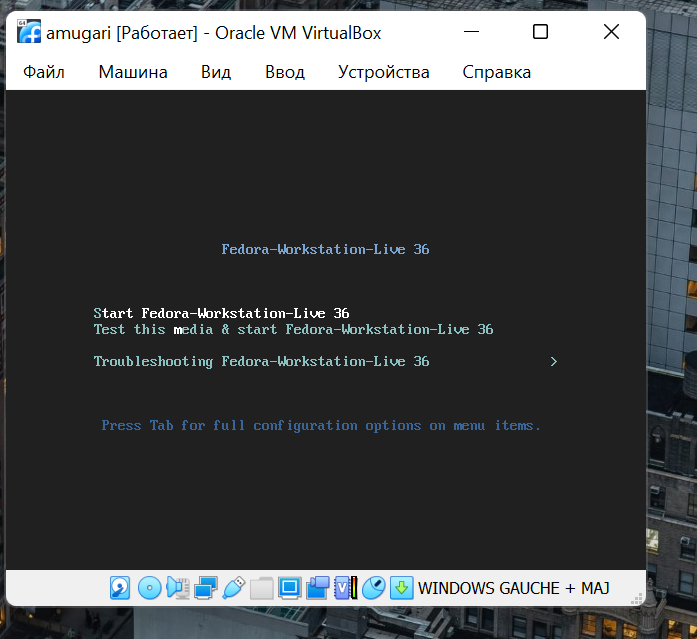 64
amugari [Работает] - Oracle VM VirtualBox
Файл Машина Вид Ввод Устройства Справка
Fedora-Workstation-Live 36
Start Fedora-Workstation-Live 36
Test this media & start Fedora-Workstation-Live 36
Troubleshooting Fedora-Workstation-Live 36 >
Press Tab for full configuration options on menu items.
WINDOWS GAUCHE + MAJ